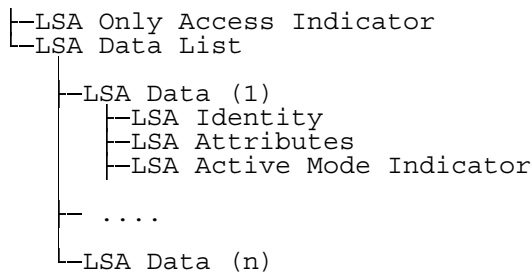 LSA Only Access Indicator
LSA Data List
LSA Data (1)
LSA Identity
LSA Attributes
LSA Active Mode Indicator
....
LSA Data (n)